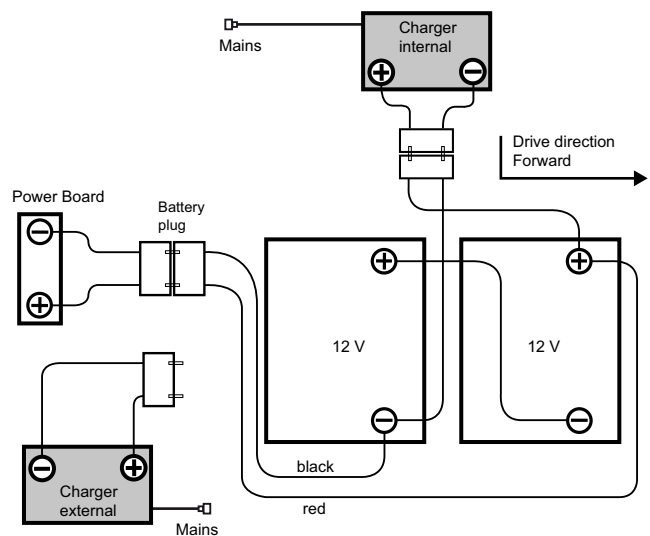 Charger
internal
Mains
Drive direction
Forward
Power Board
Battery
plug
12 V
12 V
black
red
Charger
external
Mains